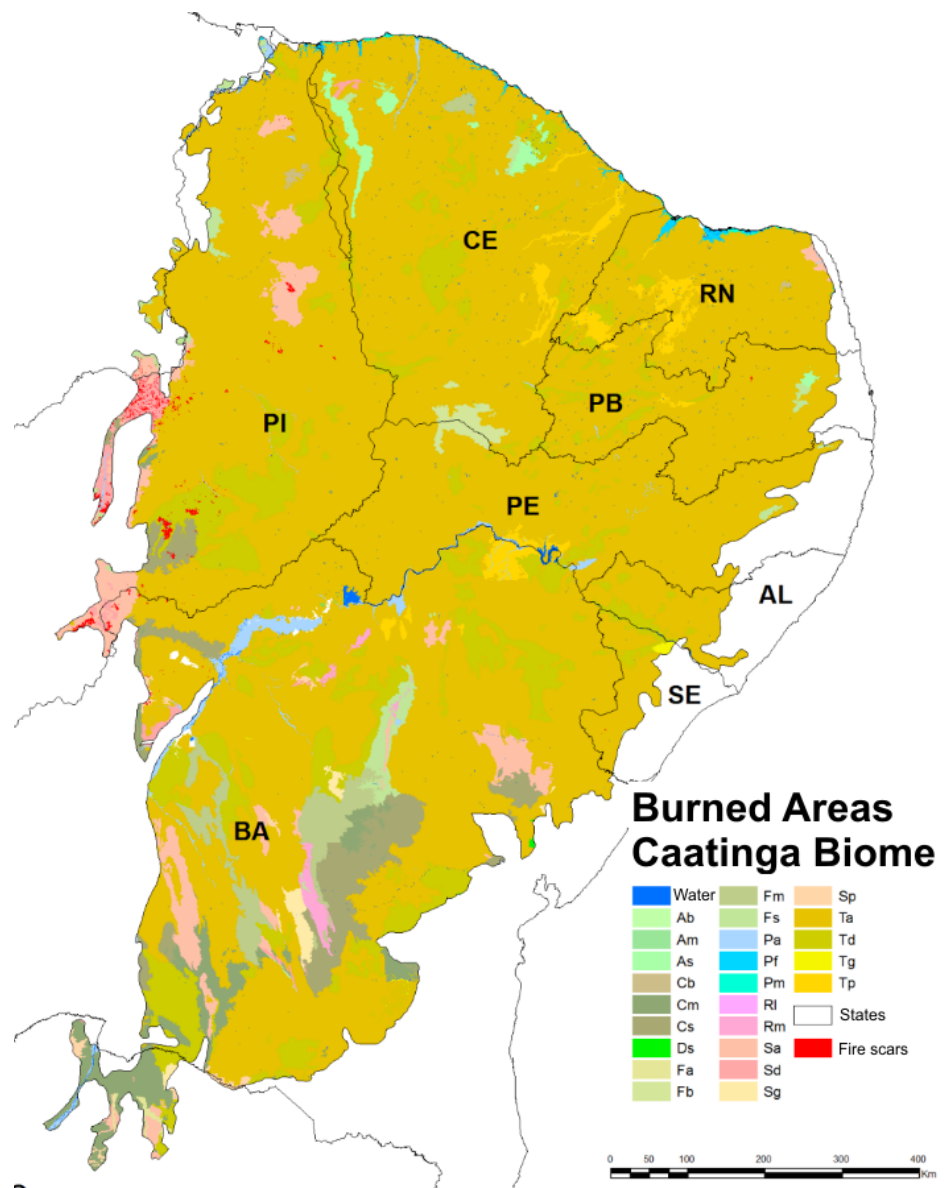 CE
RN
PB
PI
PE
AL
SE
BA
Burned Areas
Caatinga Biome
Water
Ab
Am
As
Cb
Cm
Cs
Ds
Fa
Fb
Fm
Fs
Pa
Pf
Pm
Rl
Rm
Sa
Sd
Sg
Sp
Ta
Td
Tg
Tp
States
Fire scars
0 50 100 200 300 400
Km